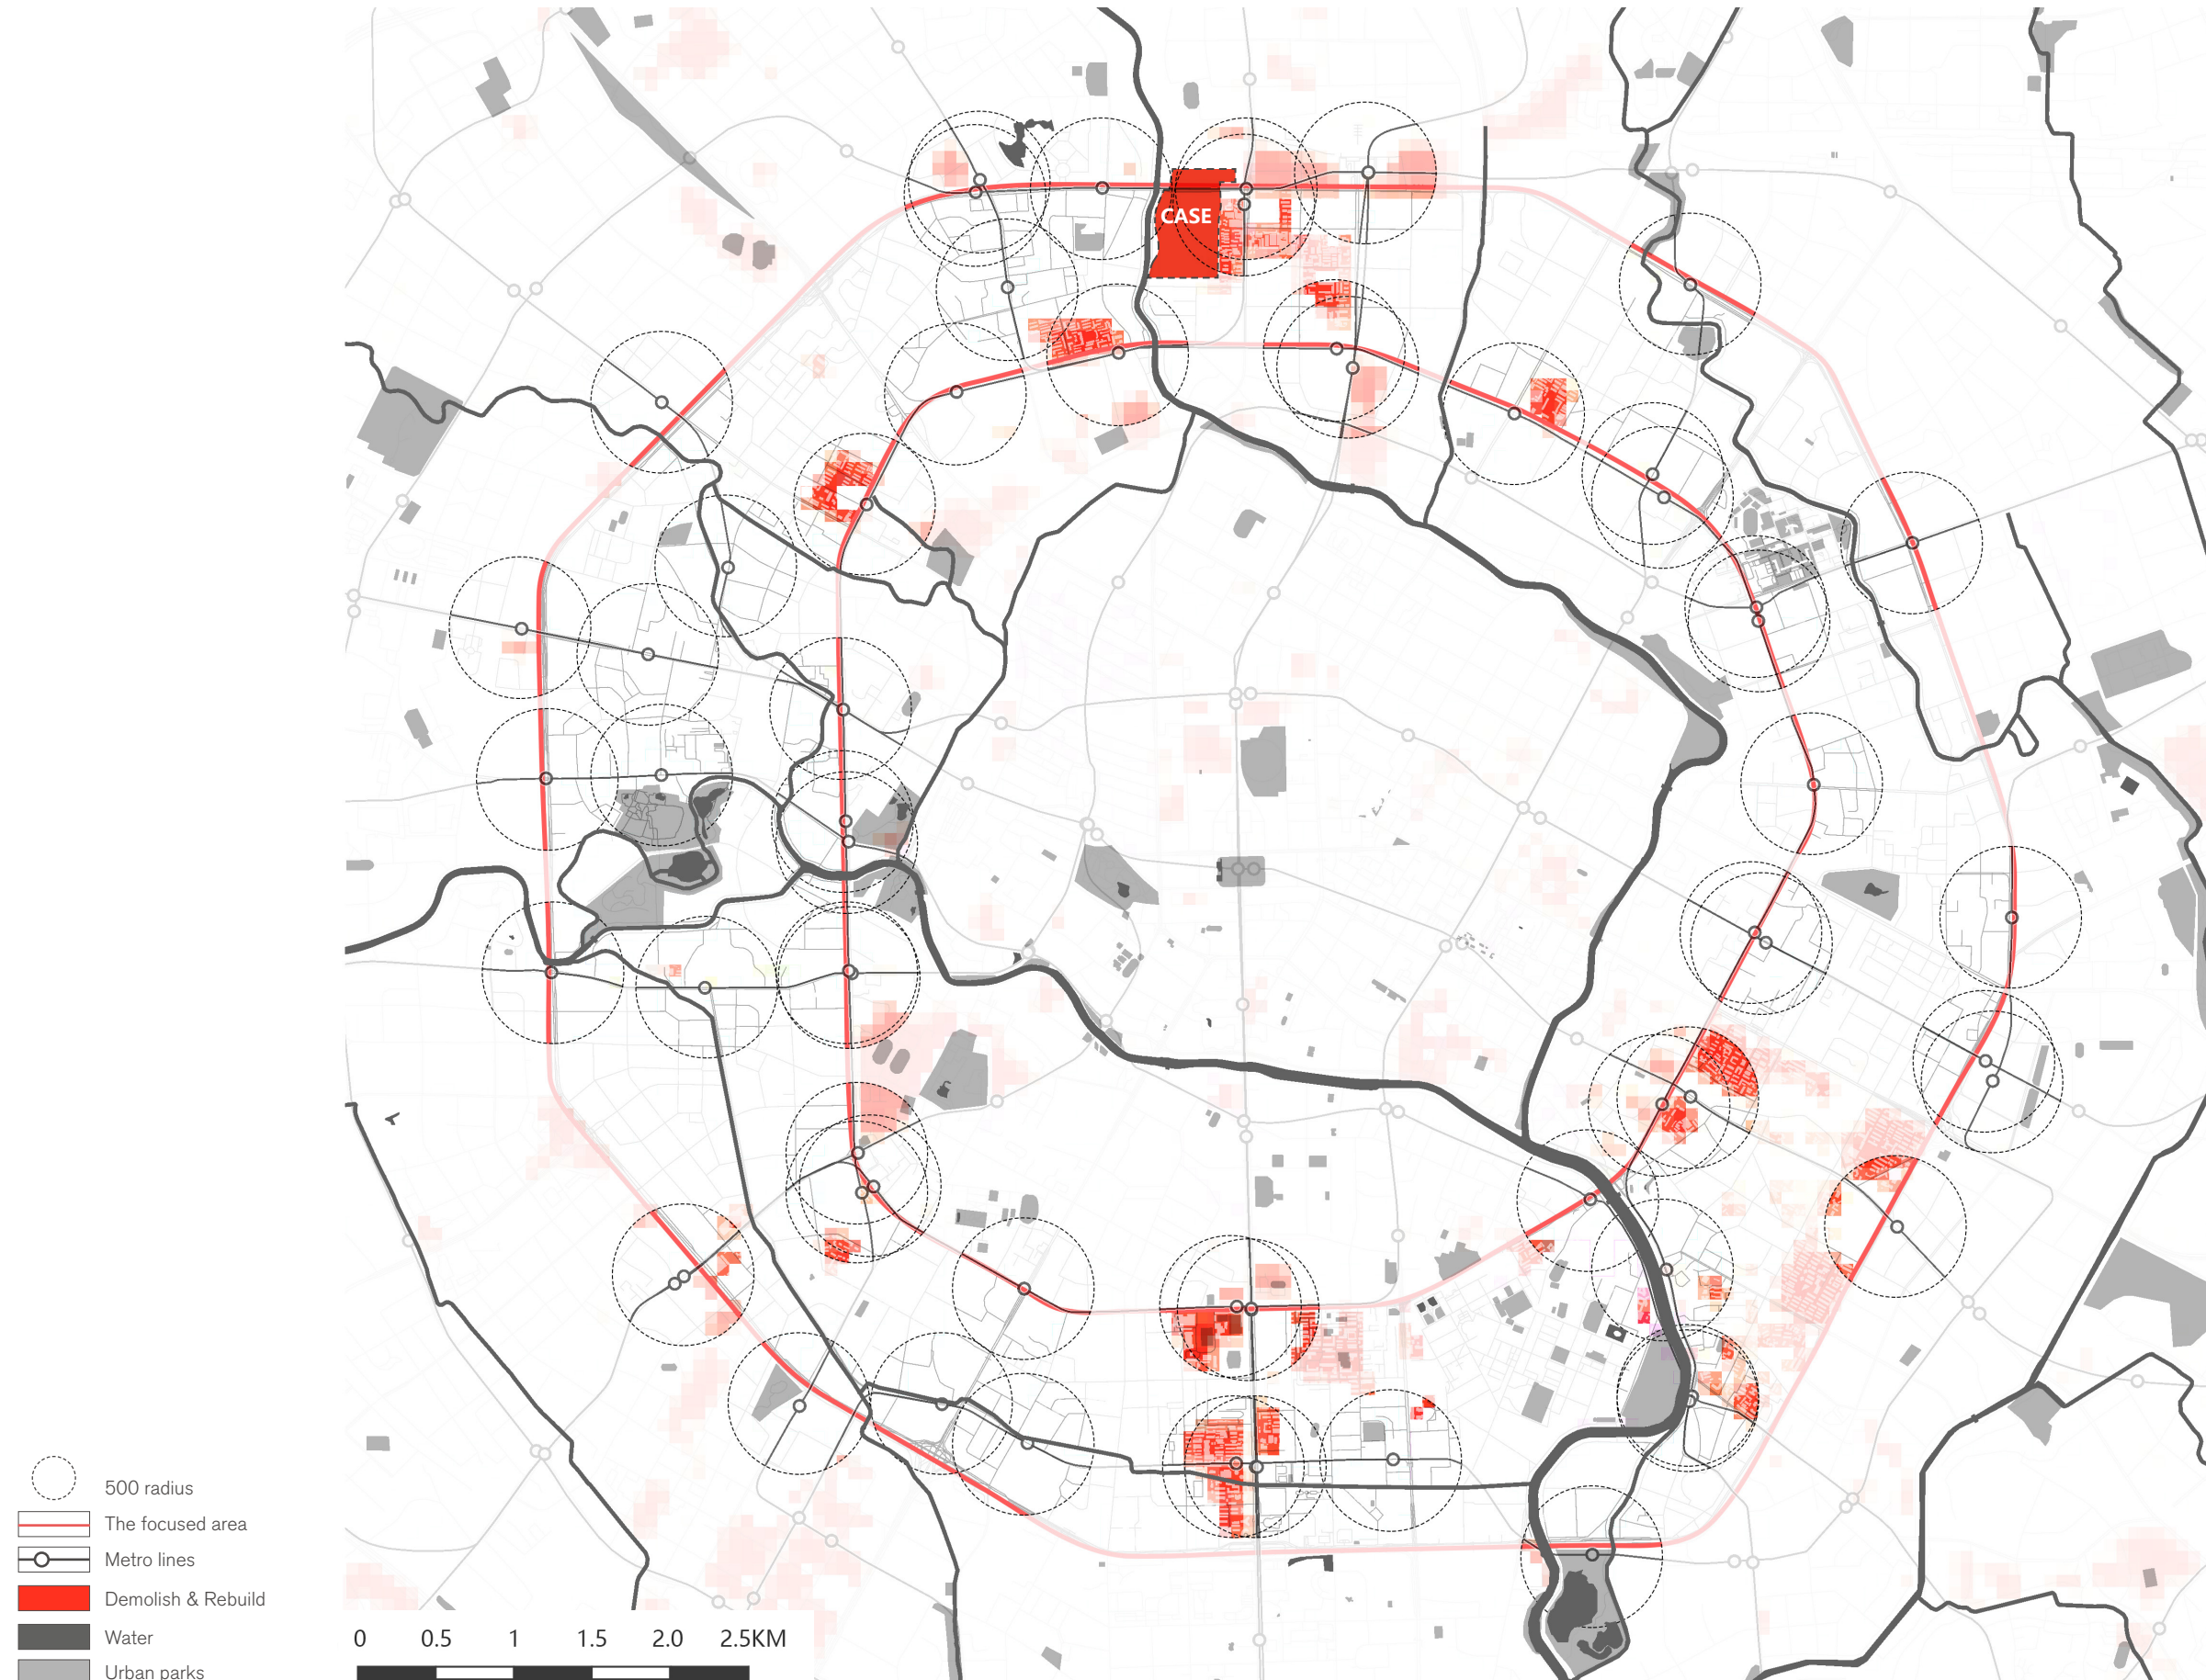 CASE
500 radius
The focused area
Metro lines
Demolish & Rebuild
Water
Urban parks
0 0.5 1 1.5 2.0 2.5KM